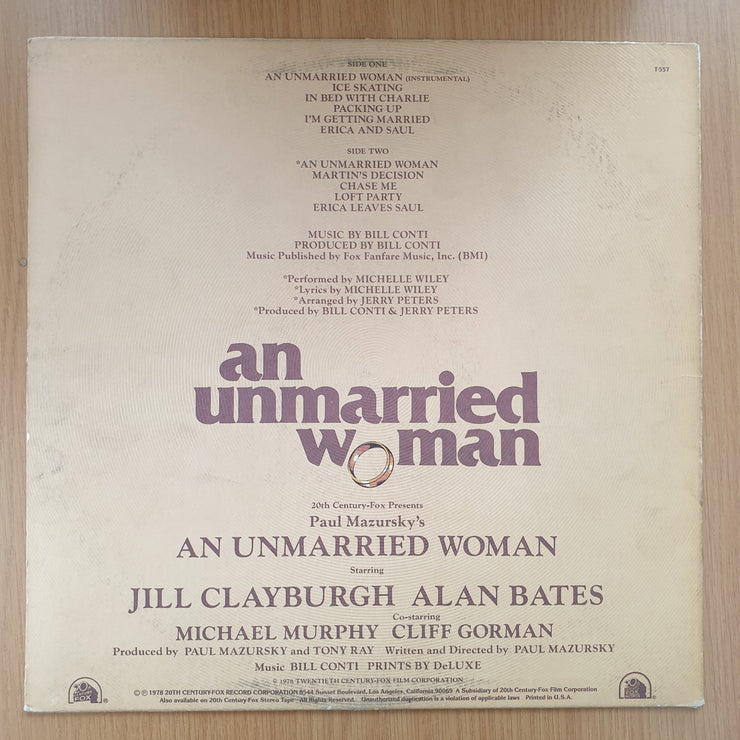 SIDE ONE
T-557
AN UNMARRIED WOMAN (INSTRUMENTAL)
ICE SKATING
IN BED WITH CHARLIE
PACKING UP
I'M GETTING MARRIED
ERICA AND SAUL
SIDE TWO
*AN UNMARRIED WOMAN
MARTIN'S DECISION
CHASE ME
LOFT PARTY
ERICA LEAVES SAUL
MUSIC BY BILL CONTI
PRODUCED BY BILL CONTI
Music Published by Fox Fanfare Music, Inc. (BMI)
*Performed by MICHELLE WILEY
*Lyrics by MICHELLE WILEY
*Arranged by JERRY PETERS
*Produced by BILL CONTI & JERRY PETERS
an
unmarried
woman
20th Century-Fox Presents
Paul Mazursky's
AN UNMARRIED WOMAN
Starring
JILL CLAYBURGH ALAN BATES
Co-starring
MICHAEL MURPHY CLIFF GORMAN
Produced by PAUL MAZURSKY and TONY RAY Written and Directed by PAUL MAZURSKY
Music BILL CONTI PRINTS BY DeLUXE
© 1978 TWENTIETH CENTURY-FOX FILM CORPORATION
© ℗ 1978 20TH CENTURY-FOX RECORD CORPORATION 8544 Sunset Boulevard, Los Angeles, California 90069 A Subsidiary of 20th Century-Fox Film Corporation
Also available on 20th Century-Fox Stereo Tape All Rights Reserved. Unauthorized duplication is a violation of applicable laws Printed in U.S.A.